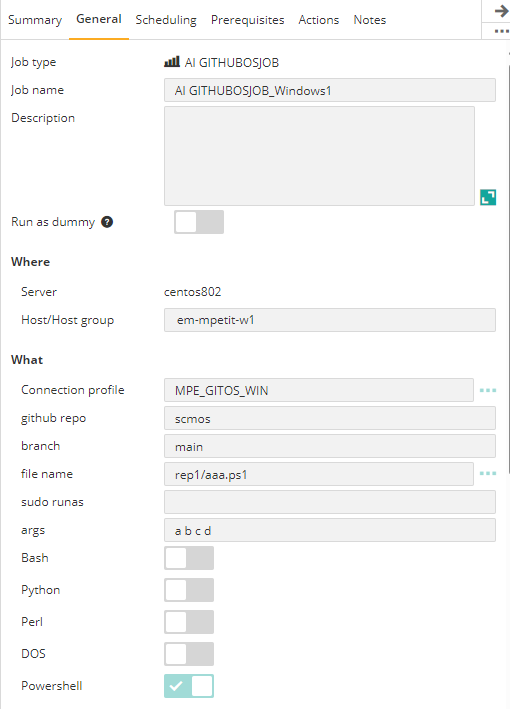 Summary General Scheduling Prerequisites Actions Notes
Job type AI GITHUBOSJOB
Job name AI GITHUBOSJOB_Windows1
Description
Run as dummy ?
Where
Server centos802
Host/Host group em-mpetit-w1
What
Connection profile MPE_GITOS_WIN
github repo scmos
branch main
file name rep1/aaa.ps1
sudo runas
args a b c d
Bash
Python
Perl
DOS
Powershell